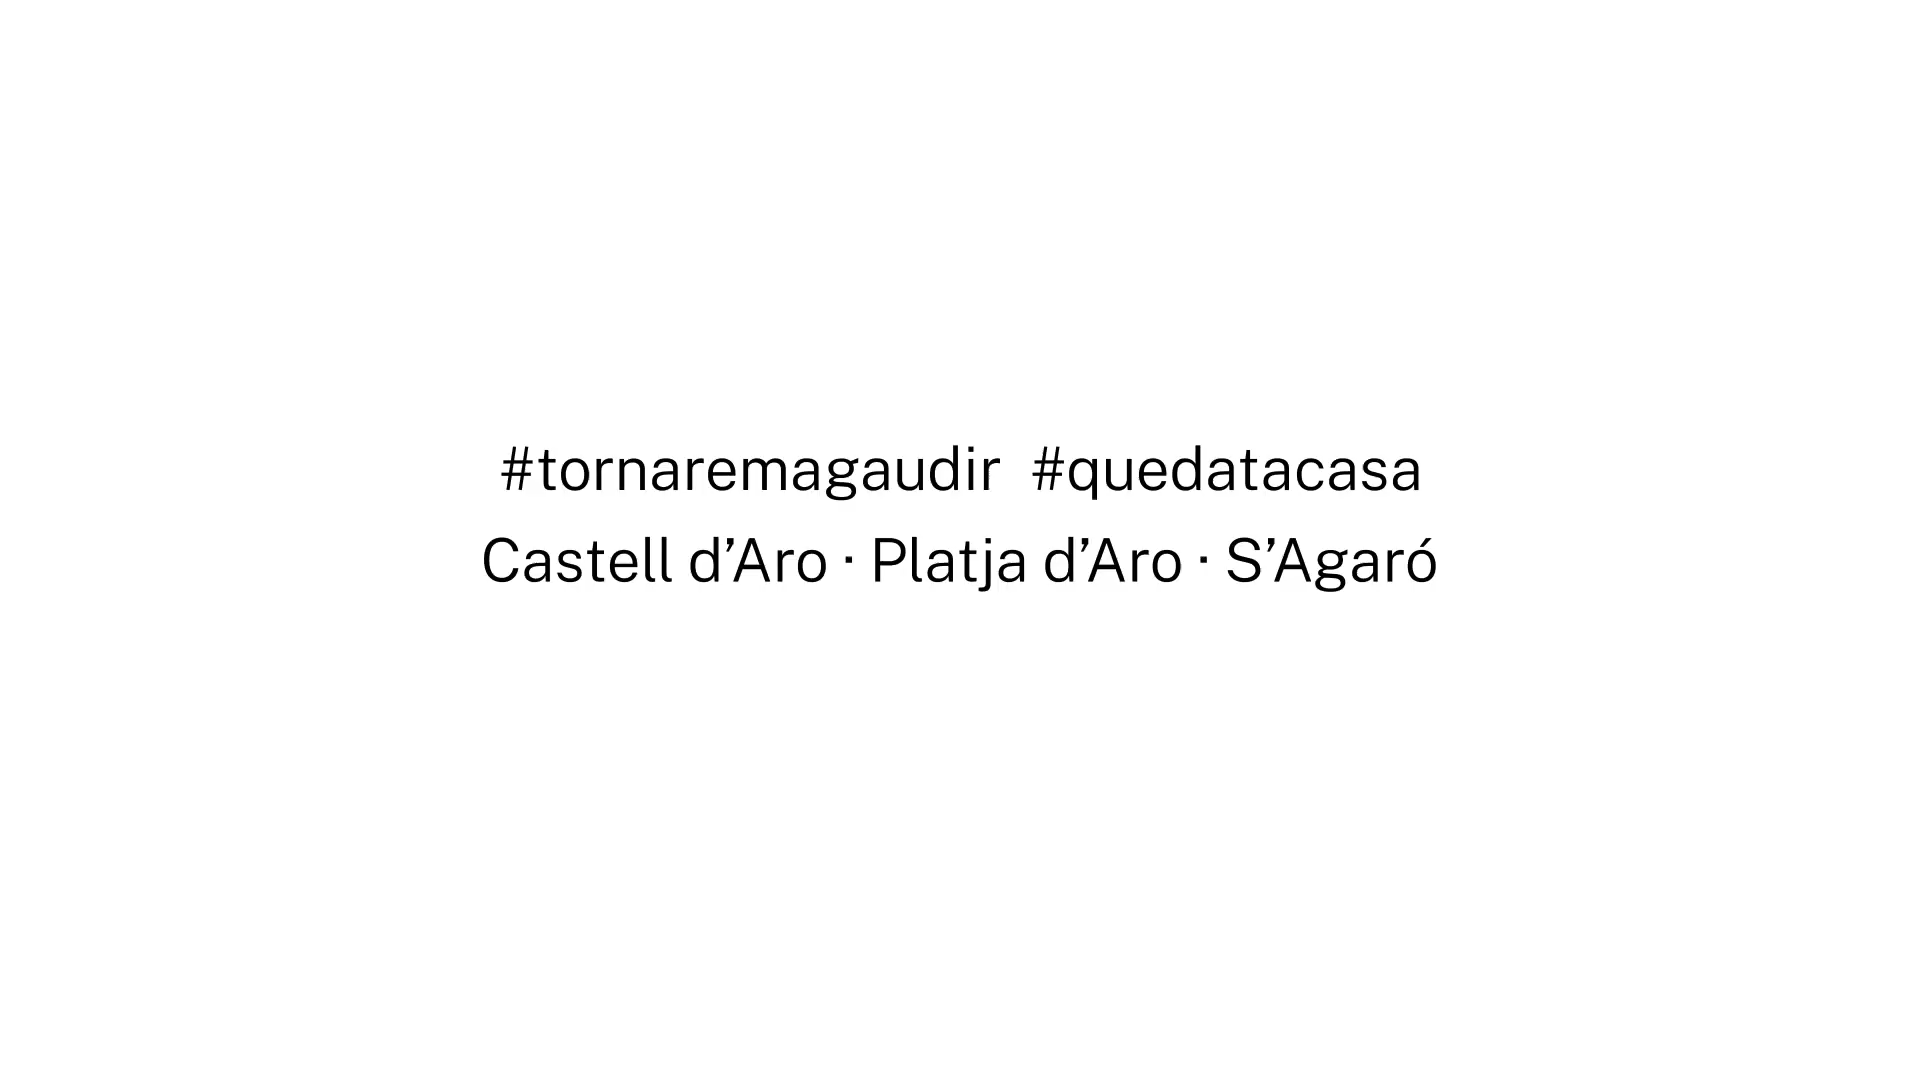 #tornaremagaudir #quedatacasa
Castell d’Aro · Platja d’Aro · S’Agaró